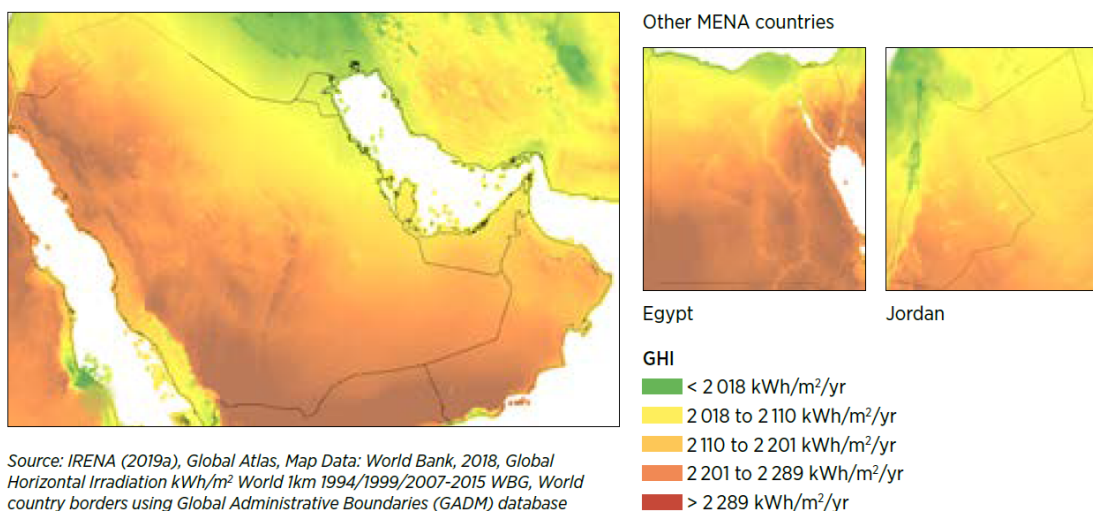 Other MENA countries
Egypt
Jordan
GHI
< 2 018 kWh/m²/yr
2 018 to 2 110 kWh/m²/yr
2 110 to 2 201 kWh/m²/yr
2 201 to 2 289 kWh/m²/yr
> 2 289 kWh/m²/yr
Source: IRENA (2019a), Global Atlas, Map Data: World Bank, 2018, Global
Horizontal Irradiation kWh/m² World 1km 1994/1999/2007-2015 WBG, World
country borders using Global Administrative Boundaries (GADM) database